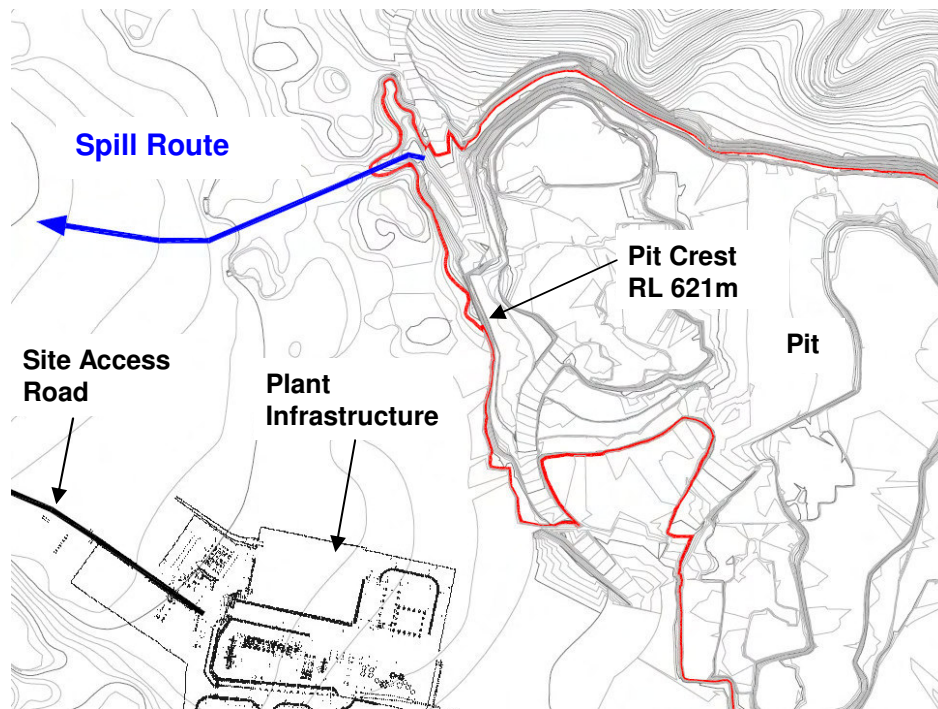 Spill Route
Pit Crest
RL 621m
Pit
Site Access
Road
Plant
Infrastructure